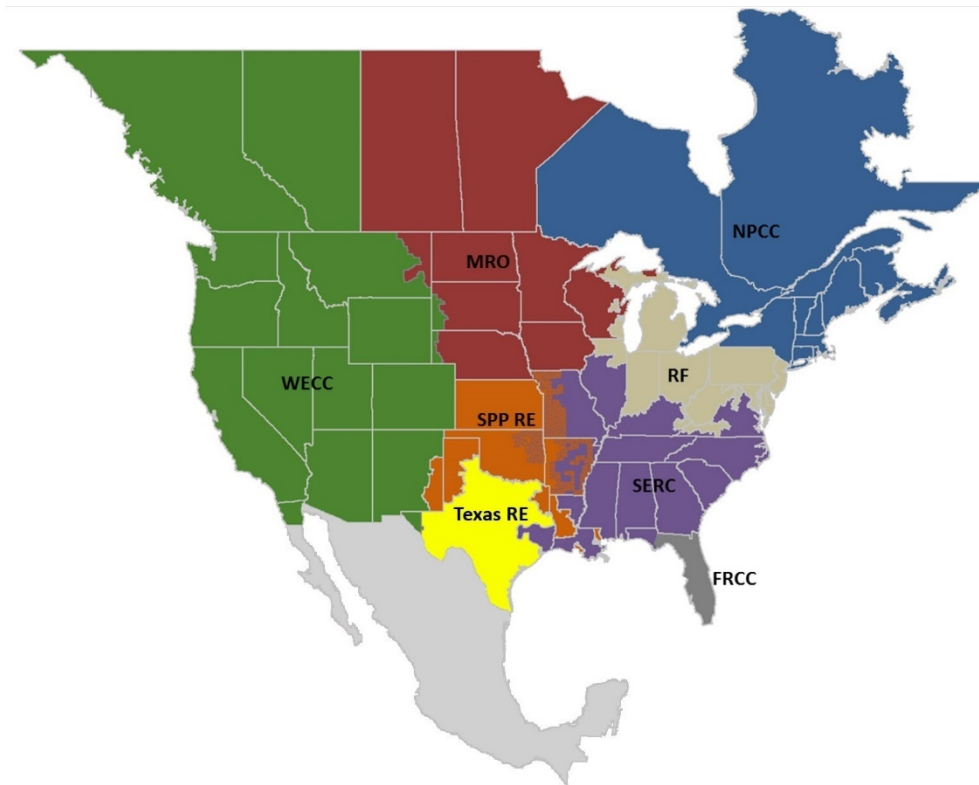 NPCC
MRO
RF
WECC
SPP RE
SERC
Texas RE
FRCC